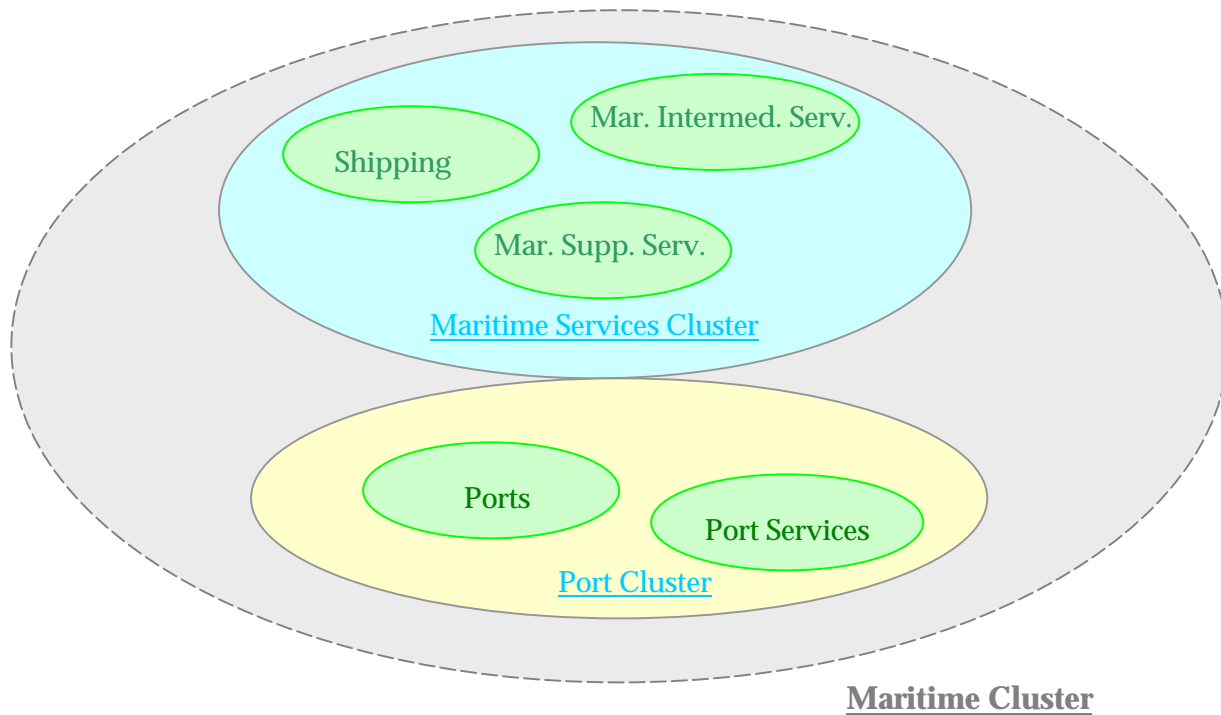 Mar. Intermed. Serv.
Shipping
Mar. Supp. Serv.
Maritime Services Cluster
Ports
Port Services
Port Cluster
Maritime Cluster